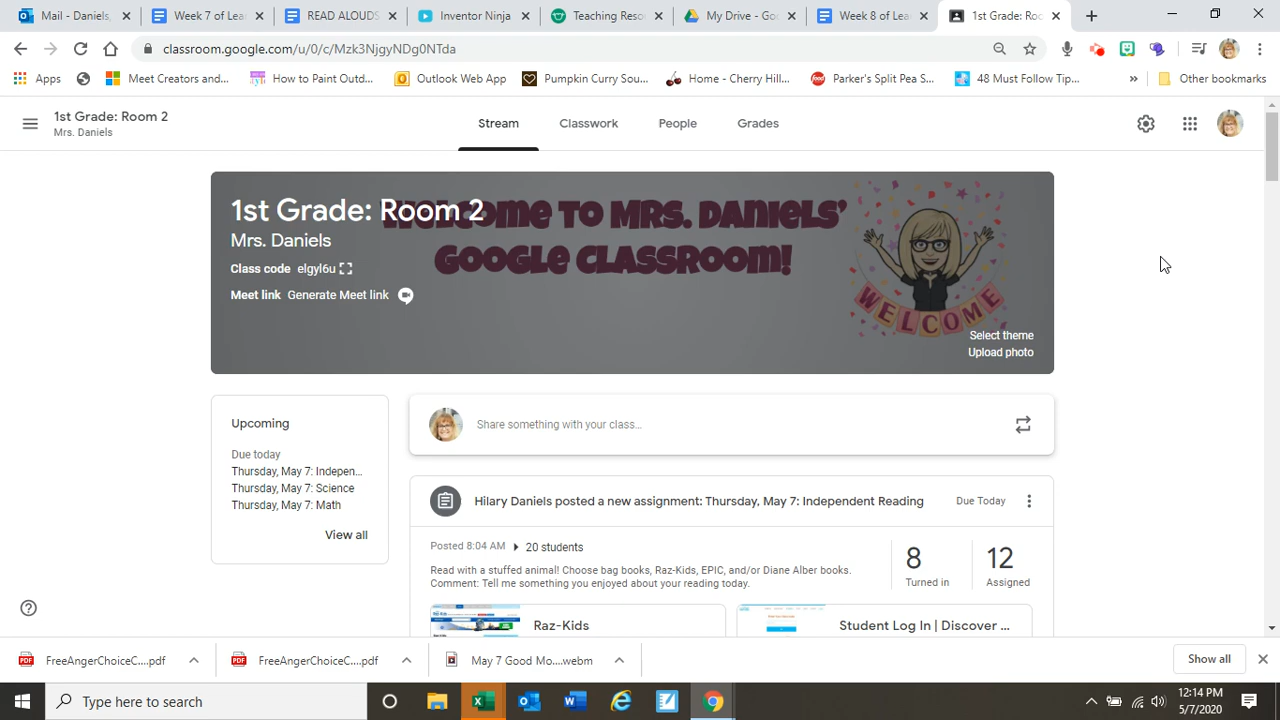 Mail - Daniels,
Week 7 of Le
READ ALOUDS
Inventor Ninja
Teaching Res
My Drive - Go
Week 8 of Lea
1st Grade: Ro
classroom.google.com/u/0/c/Mzk3NjgyNDg0NTda
Apps
Meet Creators and...
How to Paint Outd...
Outlook Web App
Pumpkin Curry Sou...
Home - Cherry Hill...
Parker's Split Pea S...
48 Must Follow Tip...
»
Other bookmarks
1st Grade: Room 2
Mrs. Daniels
Stream
Classwork
People
Grades
WELCOME TO MRS. DANIELS'
GOOGLE CLASSROOM!
1st Grade: Room 2
Mrs. Daniels
Class code elgyl6u
Meet link Generate Meet link
WELCOME
Select theme
Upload photo
Upcoming
Due today
Thursday, May 7: Indepen...
Thursday, May 7: Science
Thursday, May 7: Math
View all
Share something with your class...
Hilary Daniels posted a new assignment: Thursday, May 7: Independent Reading
Due Today
Posted 8:04 AM
20 students
Read with a stuffed animal! Choose bag books, Raz-Kids, EPIC, and/or Diane Alber books.
Comment: Tell me something you enjoyed about your reading today.
8
Turned in
12
Assigned
Raz-Kids
Student Log In | Discover ...
FreeAngerChoiceC....pdf
FreeAngerChoiceC....pdf
May 7 Good Mo....webm
Show all
Type here to search
12:14 PM
5/7/2020